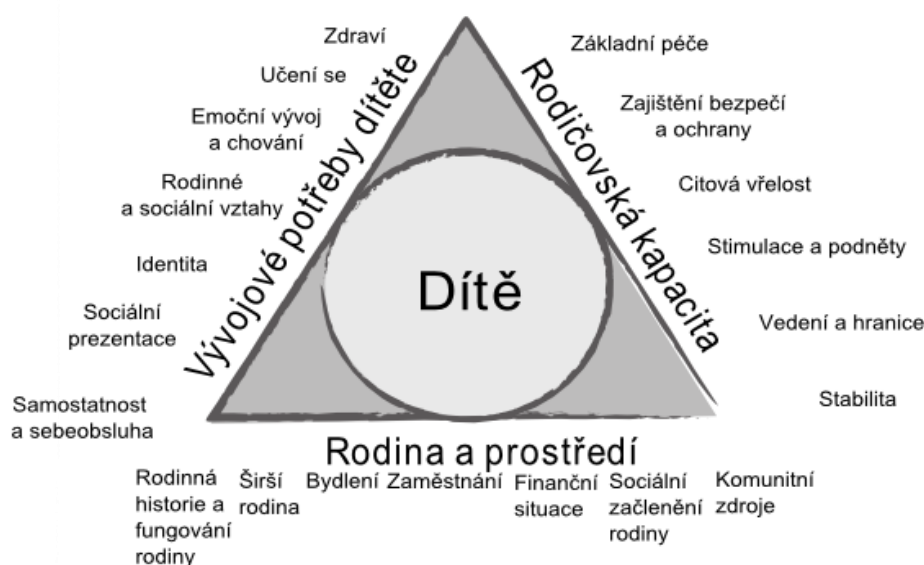 Zdraví
Učení se
Emoční vývoj
a chování
Rodinné
a sociální vztahy
Identita
Sociální
prezentace
Samostatnost
a sebeobsluha
Vývojové potřeby dítěte
Dítě
Rodičovská kapacita
Základní péče
Zajištění bezpečí
a ochrany
Citová vřelost
Stimulace a podněty
Vedení a hranice
Stabilita
Rodina a prostředí
Rodinná
historie a
fungování
rodiny
Širší
rodina
Bydlení
Zaměstnání
Finanční
situace
Sociální
začlenění
rodiny
Komunitní
zdroje